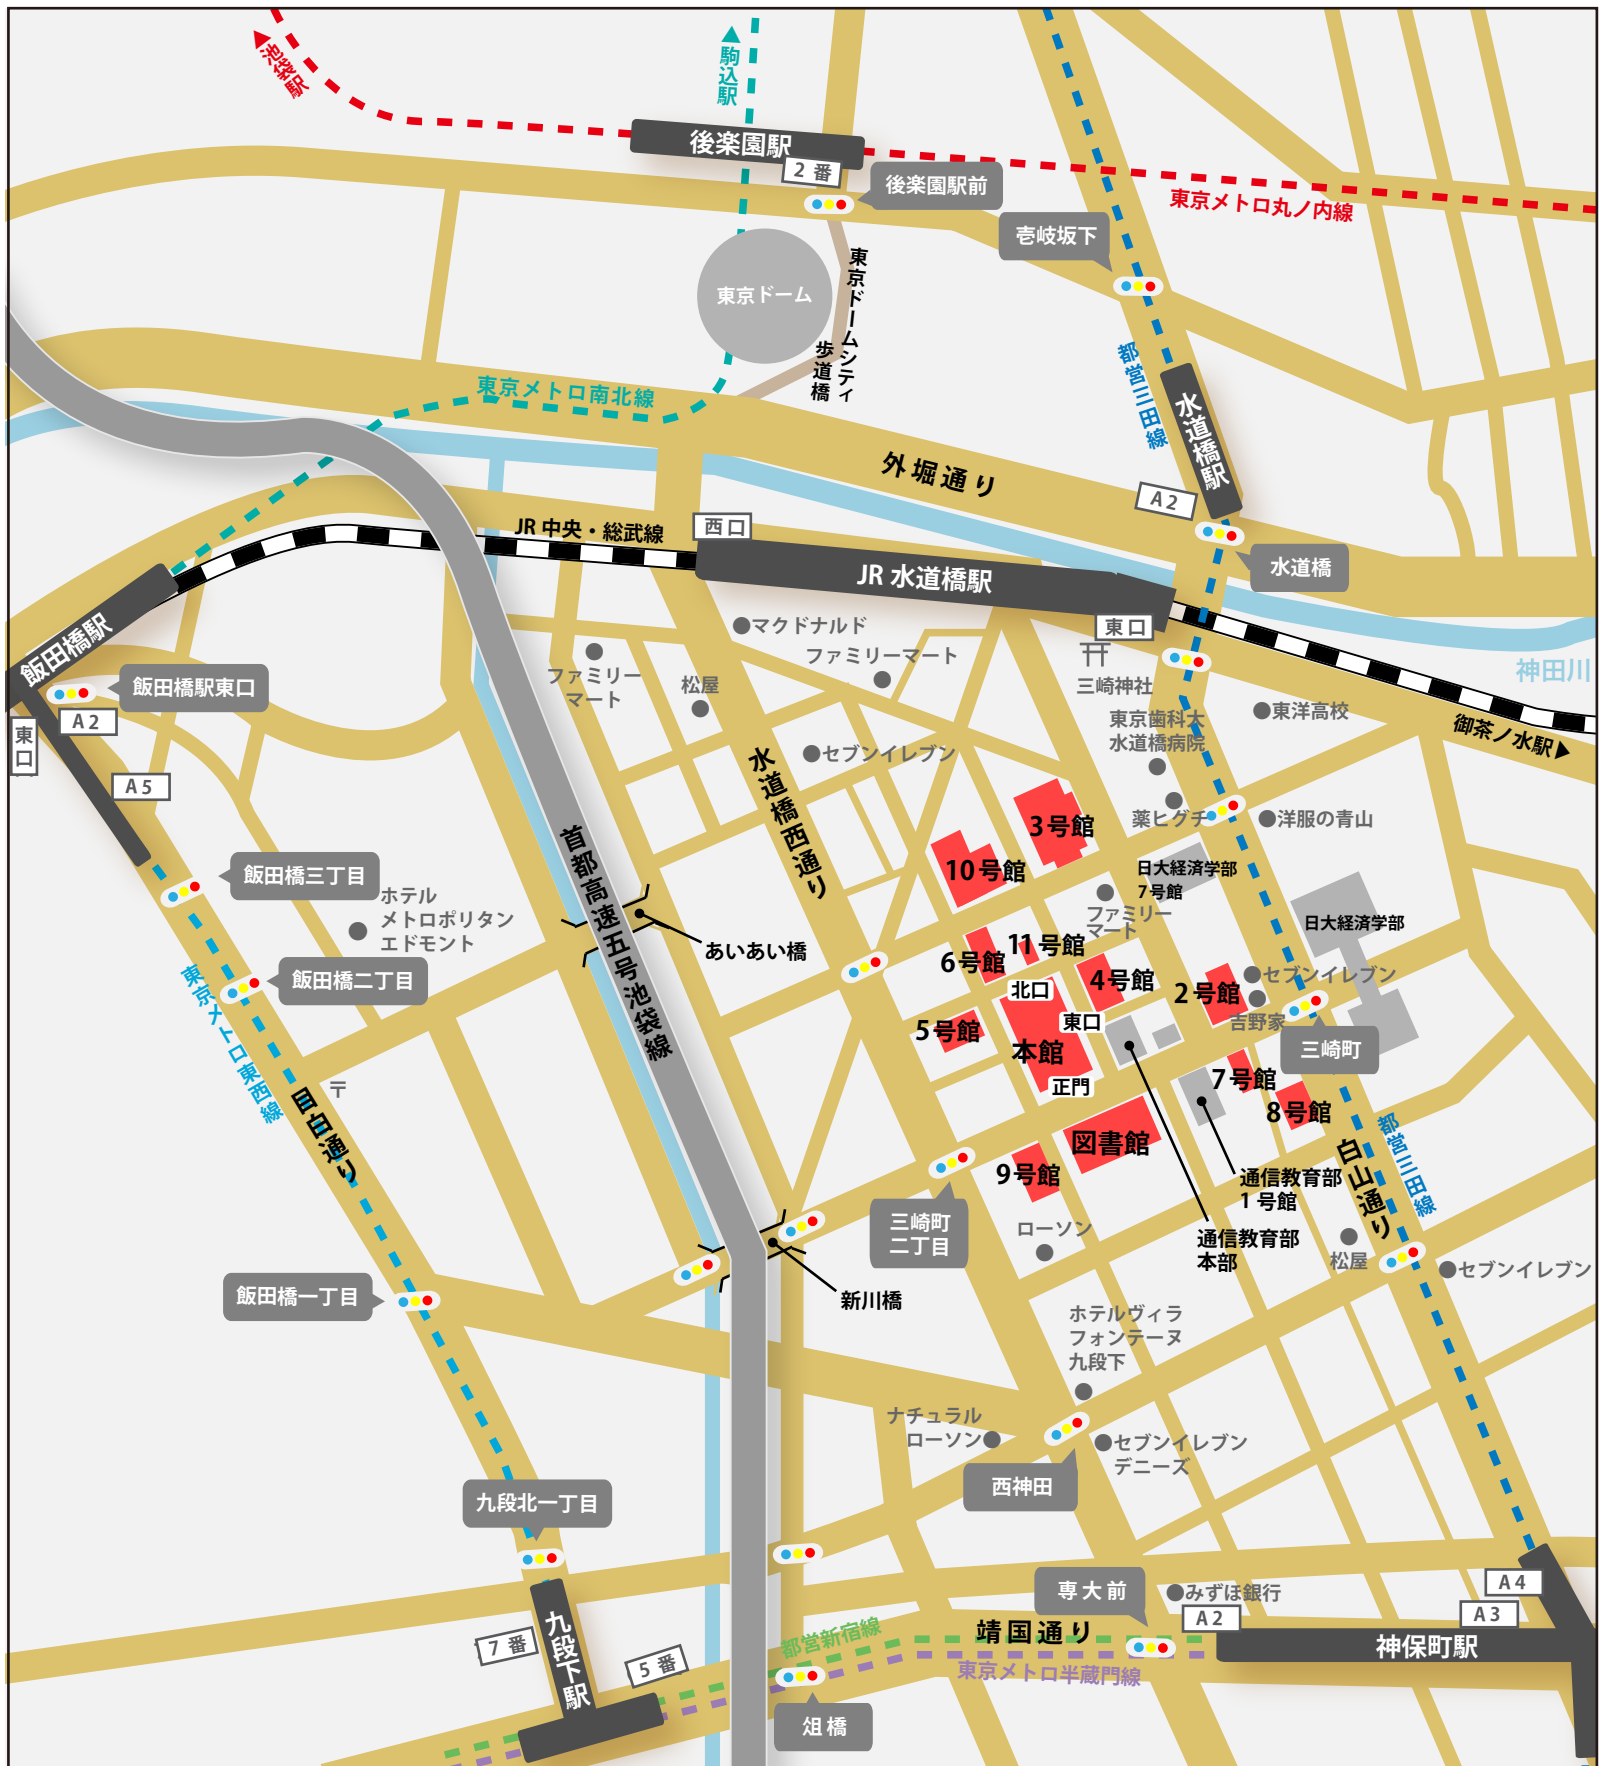 池袋駅
駒込駅
後楽園駅
2 番
後楽園駅前
東京メトロ丸ノ内線
壱岐坂下
東京ドーム
東京ドームシティ
歩道橋
都営三田線
水道橋駅
東京メトロ南北線
外堀通り
A2
水道橋
JR 中央・総武線
西口
JR 水道橋駅
東口
神田川
飯田橋駅
飯田橋駅東口
A2
東口
A5
マクドナルド
ファミリーマート
ファミリー
マート
松屋
三崎神社
東京歯科大
水道橋病院
東洋高校
御茶ノ水駅
セブンイレブン
水道橋西通り
3号館
薬ヒグチ
洋服の青山
首都高速五号池袋線
10号館
日大経済学部
7号館
飯田橋三丁目
ホテル
メトロポリタン
エドモント
ファミリー
マート
日大経済学部
あいあい橋
11号館
6号館
北口
4号館
2号館
セブンイレブン
吉野家
飯田橋二丁目
東京メトロ東西線
5号館
東口
本館
三崎町
正門
7号館
8号館
〒
目白通り
図書館
9号館
都営三田線
白山通り
通信教育部
1号館
三崎町
二丁目
ローソン
通信教育部
本部
松屋
セブンイレブン
飯田橋一丁目
新川橋
ホテルヴィラ
フォンテーヌ
九段下
ナチュラル
ローソン
セブンイレブン
デニーズ
西神田
九段北一丁目
専大前
みずほ銀行
A4
A3
A2
7 番
九段下駅
5 番
都営新宿線
靖国通り
神保町駅
東京メトロ半蔵門線
俎橋